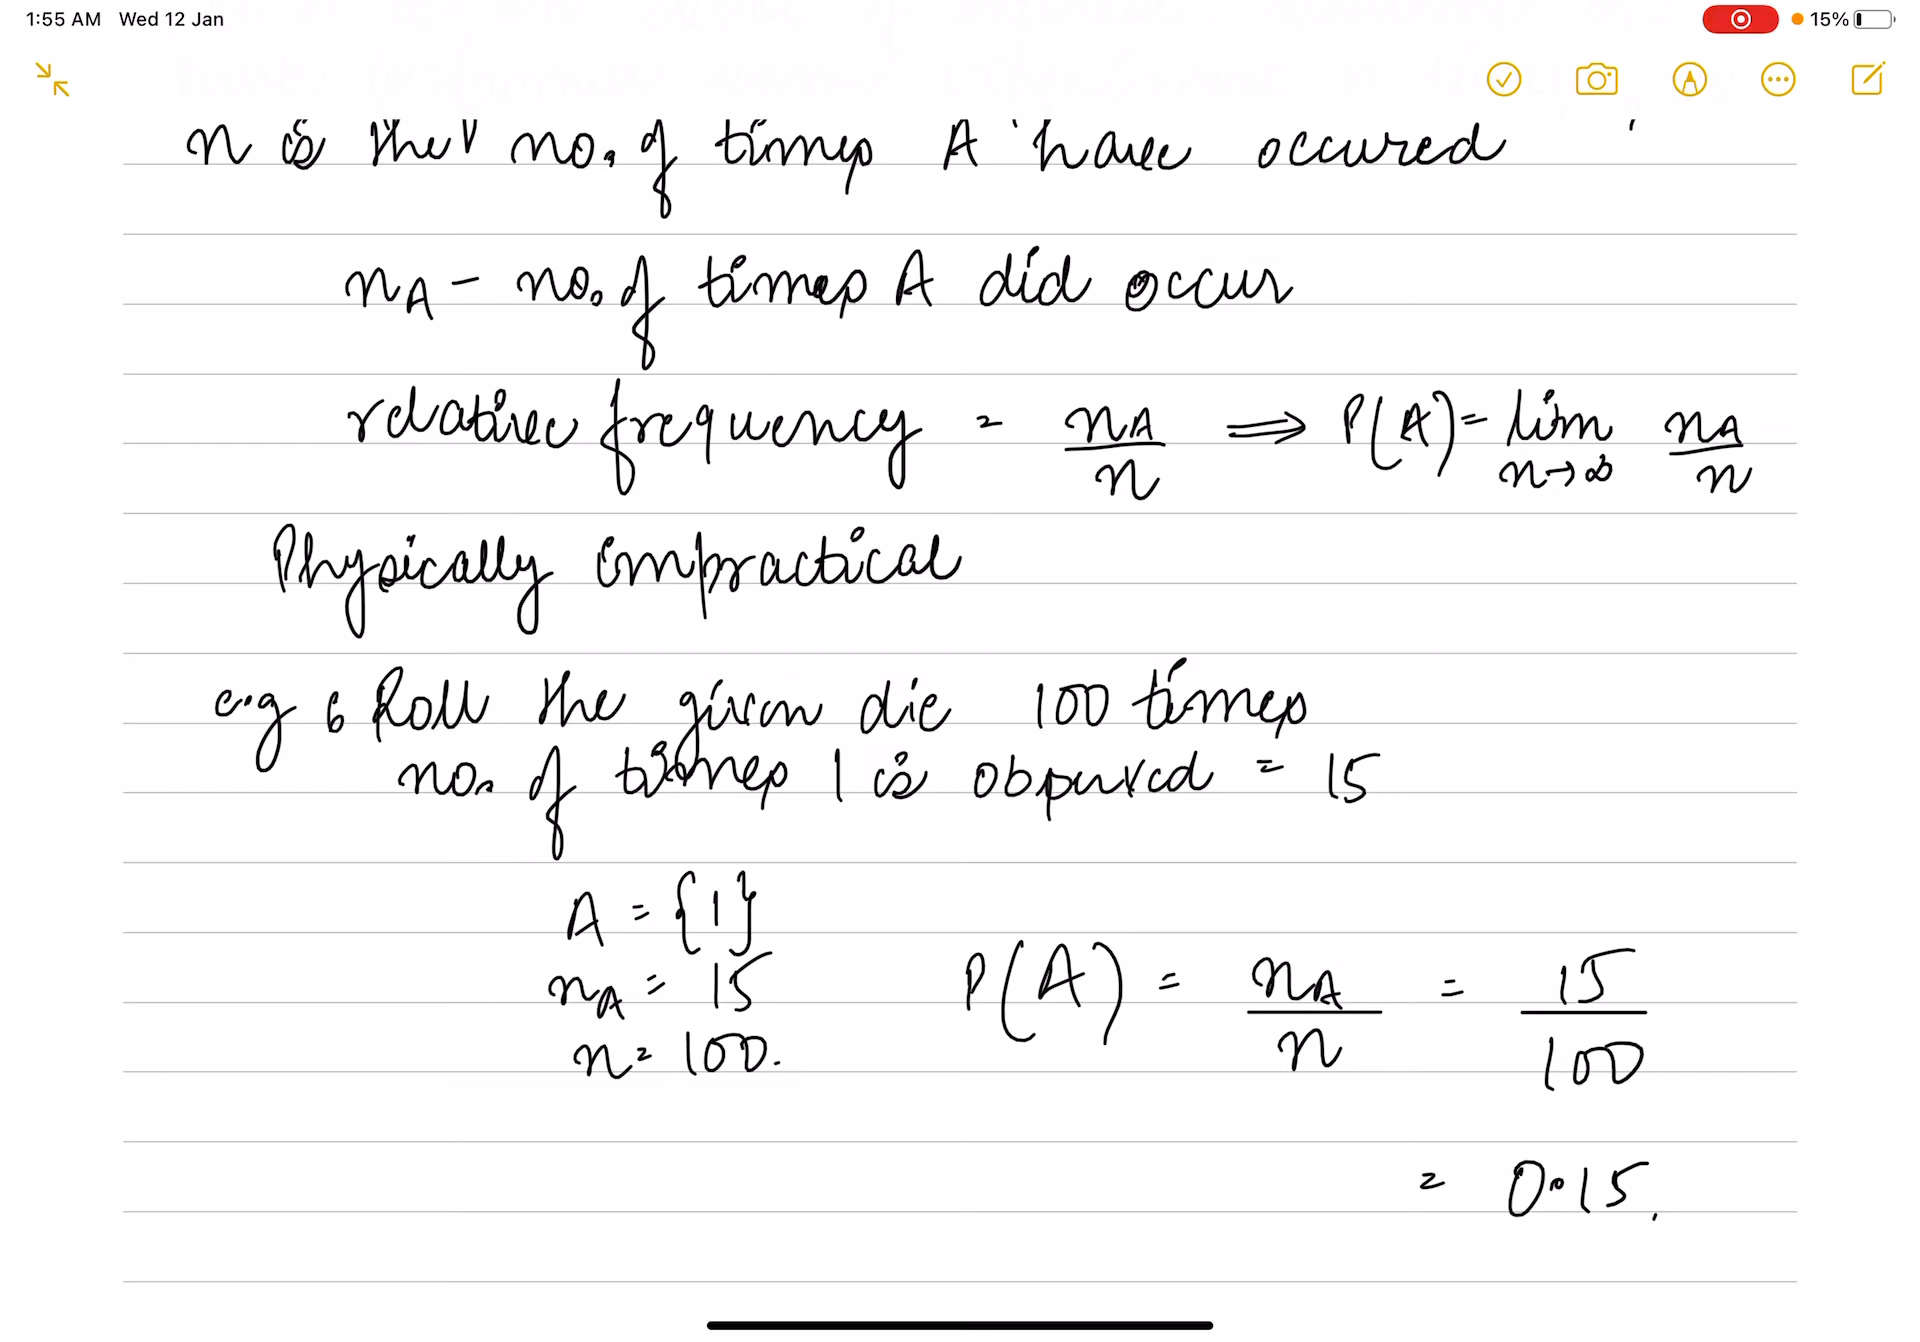 1:55 AM Wed 12 Jan
15%
n is the no. of times A have occured
nA - no. of times A did occur
relative frequency = nA/n ⟹ P(A) = lim n→∞ nA/n
Physically impractical
e.g 6 Roll the given die 100 times
no. of times 1 is observed = 15
A = {1}
nA = 15 P(A) = nA/n = 15/100
n = 100.
= 0.15.